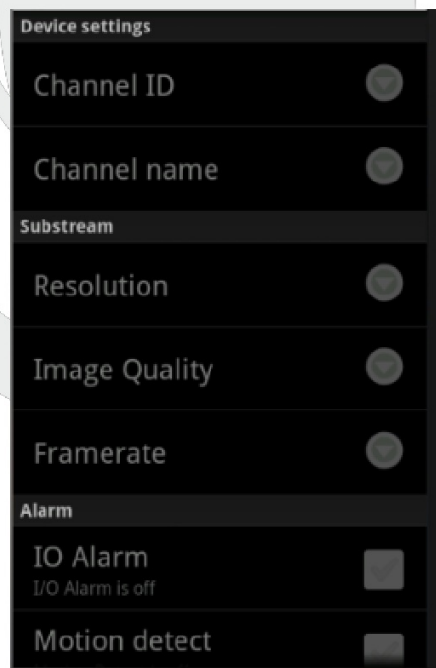 Device settings
Channel ID
Channel name
Substream
Resolution
Image Quality
Framerate
Alarm
IO Alarm
I/O Alarm is off
Motion detect